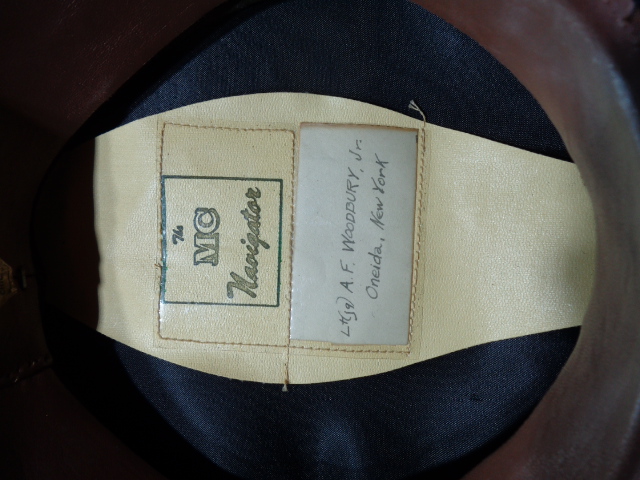 The
MC
Navigator
Lt(jg) A.F. WOODBURY, Jr.
Oneida, New York